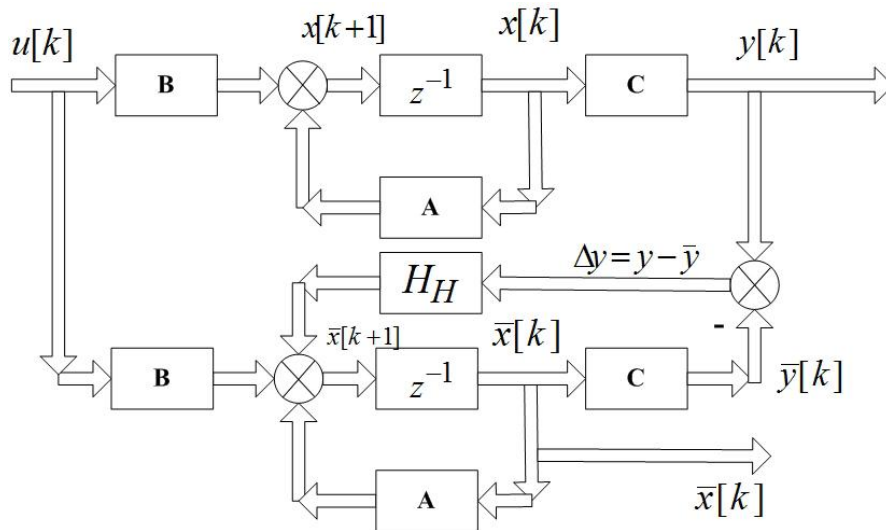 u[k]
B
x[k+1]
z⁻¹
x[k]
C
y[k]
A
H_H
Δy = y − ȳ
-
B
x̄[k+1]
z⁻¹
x̄[k]
C
ȳ[k]
A
x̄[k]